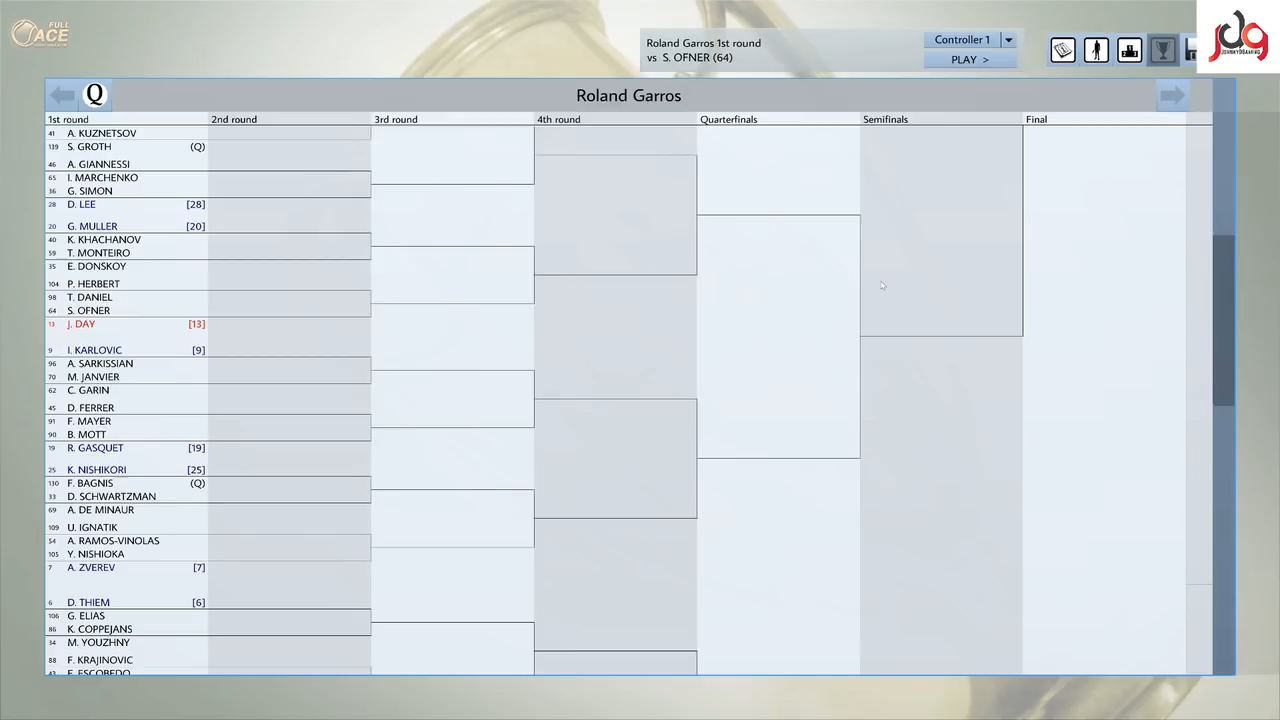 FULL
ACE
Roland Garros 1st round
vs S. OFNER (64)
Controller 1
PLAY >
JDG
JOHNNYDGAMING
Q
Roland Garros
1st round 2nd round 3rd round 4th round Quarterfinals Semifinals Final
41 A. KUZNETSOV
139 S. GROTH (Q)
46 A. GIANNESSI
65 I. MARCHENKO
36 G. SIMON
28 D. LEE [28]
20 G. MULLER [20]
40 K. KHACHANOV
59 T. MONTEIRO
35 E. DONSKOY
104 P. HERBERT
98 T. DANIEL
64 S. OFNER
13 J. DAY [13]
9 I. KARLOVIC [9]
96 A. SARKISSIAN
70 M. JANVIER
62 C. GARIN
45 D. FERRER
91 F. MAYER
90 B. MOTT
19 R. GASQUET [19]
25 K. NISHIKORI [25]
130 F. BAGNIS (Q)
33 D. SCHWARTZMAN
69 A. DE MINAUR
109 U. IGNATIK
54 A. RAMOS-VINOLAS
105 Y. NISHIOKA
7 A. ZVEREV [7]
6 D. THIEM [6]
106 G. ELIAS
86 K. COPPEJANS
34 M. YOUZHNY
88 F. KRAJINOVIC
43 E. ESCOBEDO